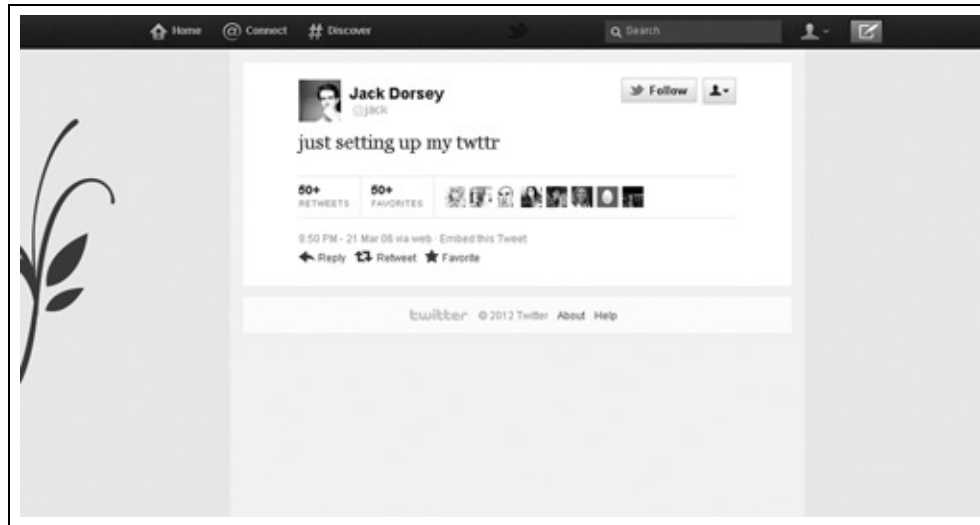 Home @ Connect # Discover Search
Jack Dorsey
@jack
Follow
just setting up my twttr
50+ 50+
RETWEETS FAVORITES
9:50 PM - 21 Mar 06 via web · Embed this Tweet
Reply Retweet Favorite
twitter © 2012 Twitter About Help